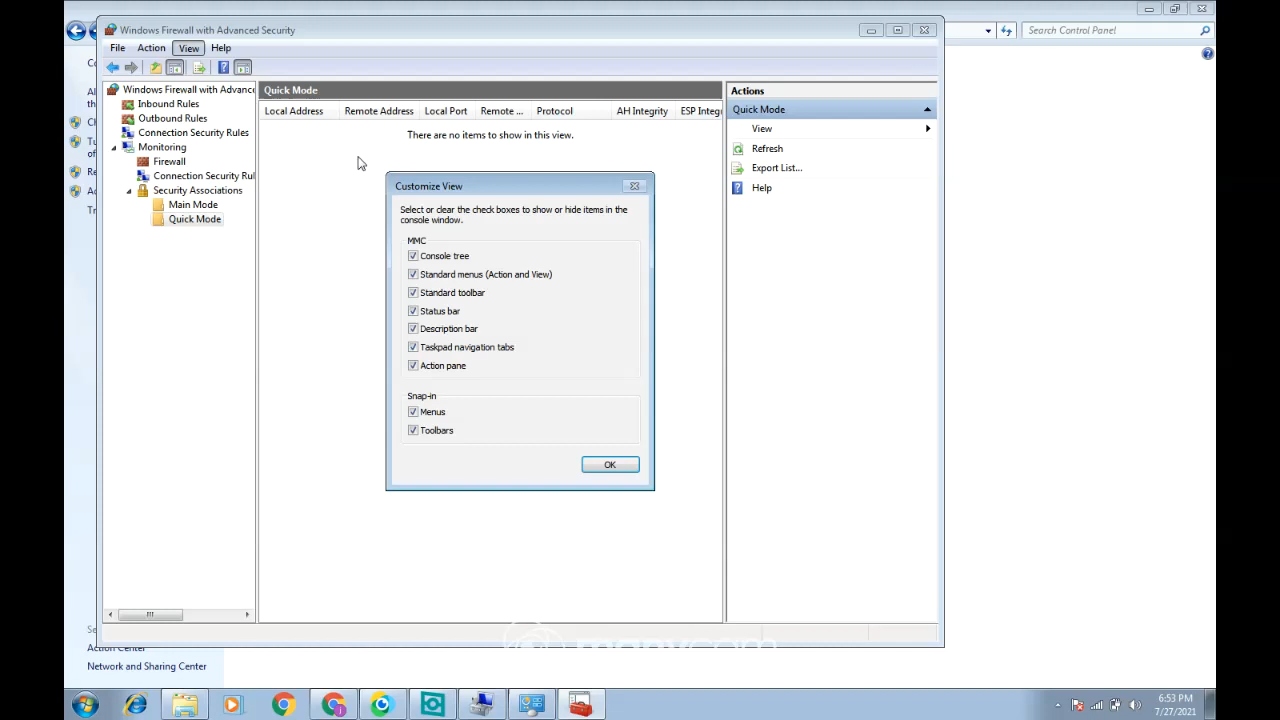 Windows Firewall with Advanced Security
Search Control Panel
File Action View Help
Windows Firewall with Advanc
Inbound Rules
Outbound Rules
Connection Security Rules
Monitoring
Firewall
Connection Security Rul
Security Associations
Main Mode
Quick Mode
Quick Mode
Local Address Remote Address Local Port Remote ... Protocol AH Integrity ESP Integ
There are no items to show in this view.
Customize View
Select or clear the check boxes to show or hide items in the
console window.
MMC
Console tree
Standard menus (Action and View)
Standard toolbar
Status bar
Description bar
Taskpad navigation tabs
Action pane
Snap-in
Menus
Toolbars
OK
Actions
Quick Mode
View
Refresh
Export List...
Help
Action Center
Network and Sharing Center
6:53 PM
7/27/2021